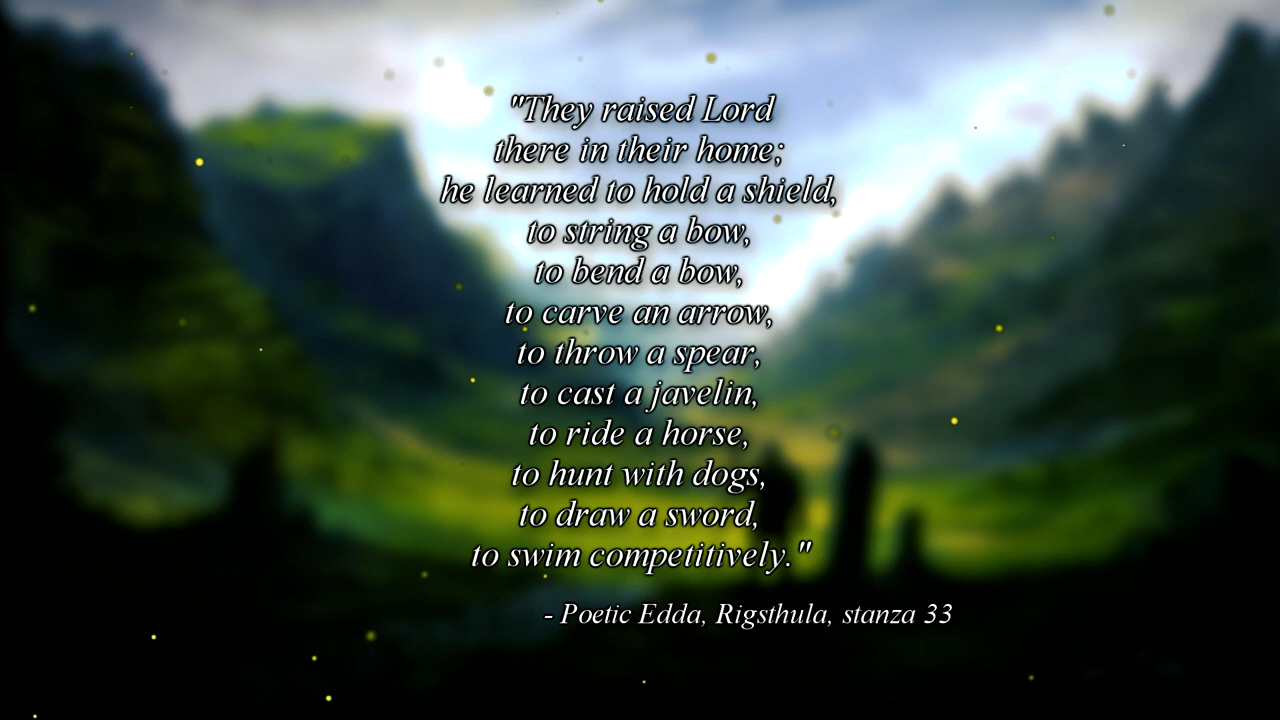 "They raised Lord
there in their home;
he learned to hold a shield,
to string a bow,
to bend a bow,
to carve an arrow,
to throw a spear,
to cast a javelin,
to ride a horse,
to hunt with dogs,
to draw a sword,
to swim competitively."
- Poetic Edda, Rigsthula, stanza 33